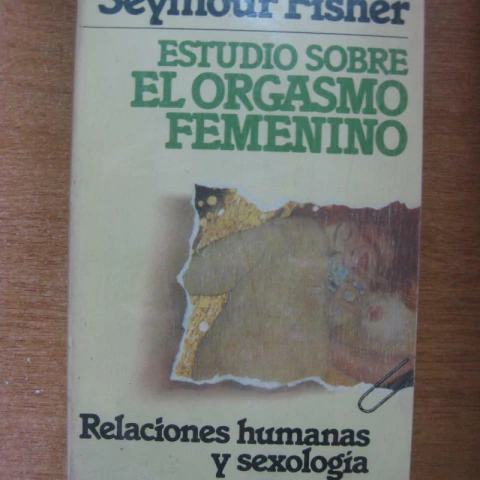 Seymour Fisher
ESTUDIO SOBRE
EL ORGASMO
FEMENINO
Relaciones humanas
y sexología